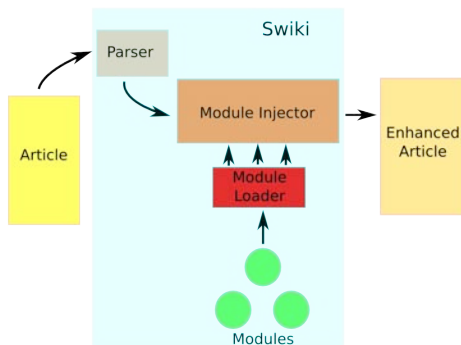 Swiki
Parser
Module Injector
Article
Enhanced
Article
Module
Loader
Modules